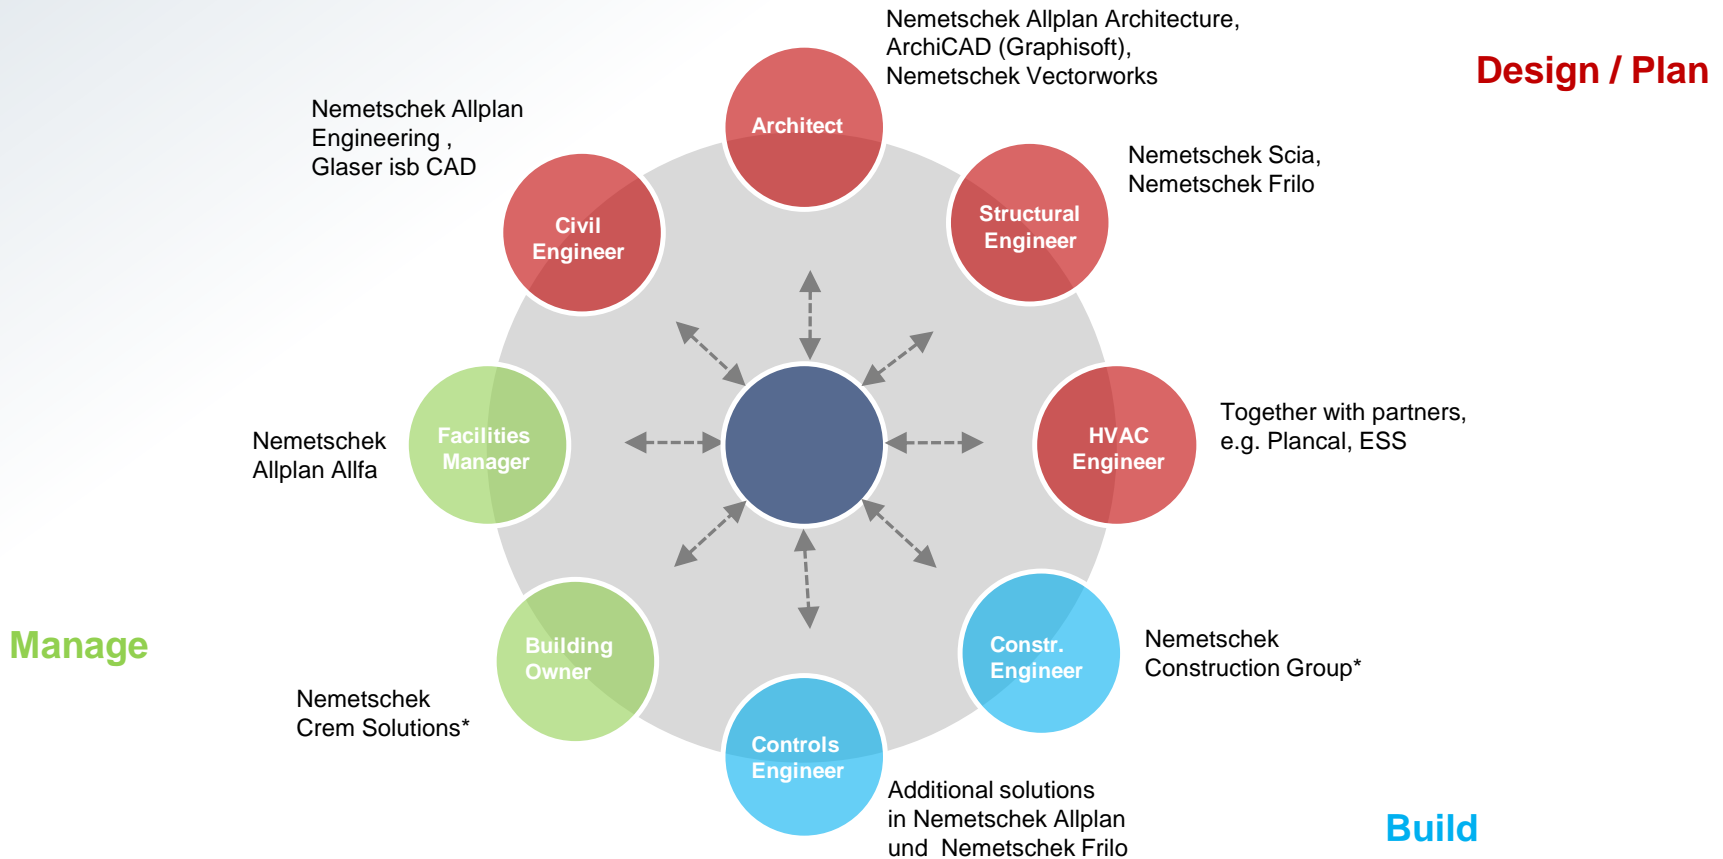 Nemetschek Allplan Architecture,
ArchiCAD (Graphisoft),
Nemetschek Vectorworks
Design / Plan
Architect
Nemetschek Allplan
Engineering ,
Glaser isb CAD
Nemetschek Scia,
Nemetschek Frilo
Civil
Engineer
Structural
Engineer
Nemetschek
Allplan Allfa
Facilities
Manager
HVAC
Engineer
Together with partners,
e.g. Plancal, ESS
Manage
Building
Owner
Constr.
Engineer
Nemetschek
Construction Group*
Nemetschek
Crem Solutions*
Controls
Engineer
Additional solutions
in Nemetschek Allplan
und Nemetschek Frilo
Build